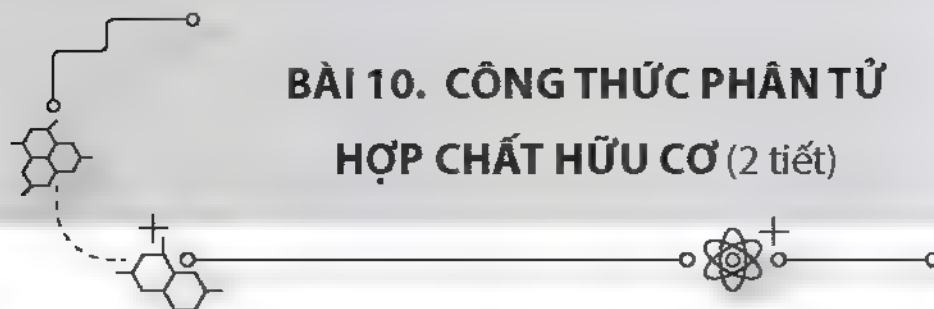 BÀI 10. CÔNG THỨC PHÂN TỬ
HỢP CHẤT HỮU CƠ (2 tiết)